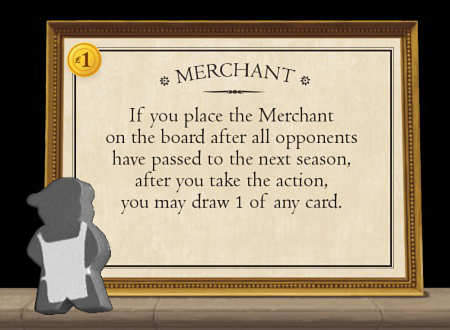 £1
MERCHANT
If you place the Merchant
on the board after all opponents
have passed to the next season,
after you take the action,
you may draw 1 of any card.